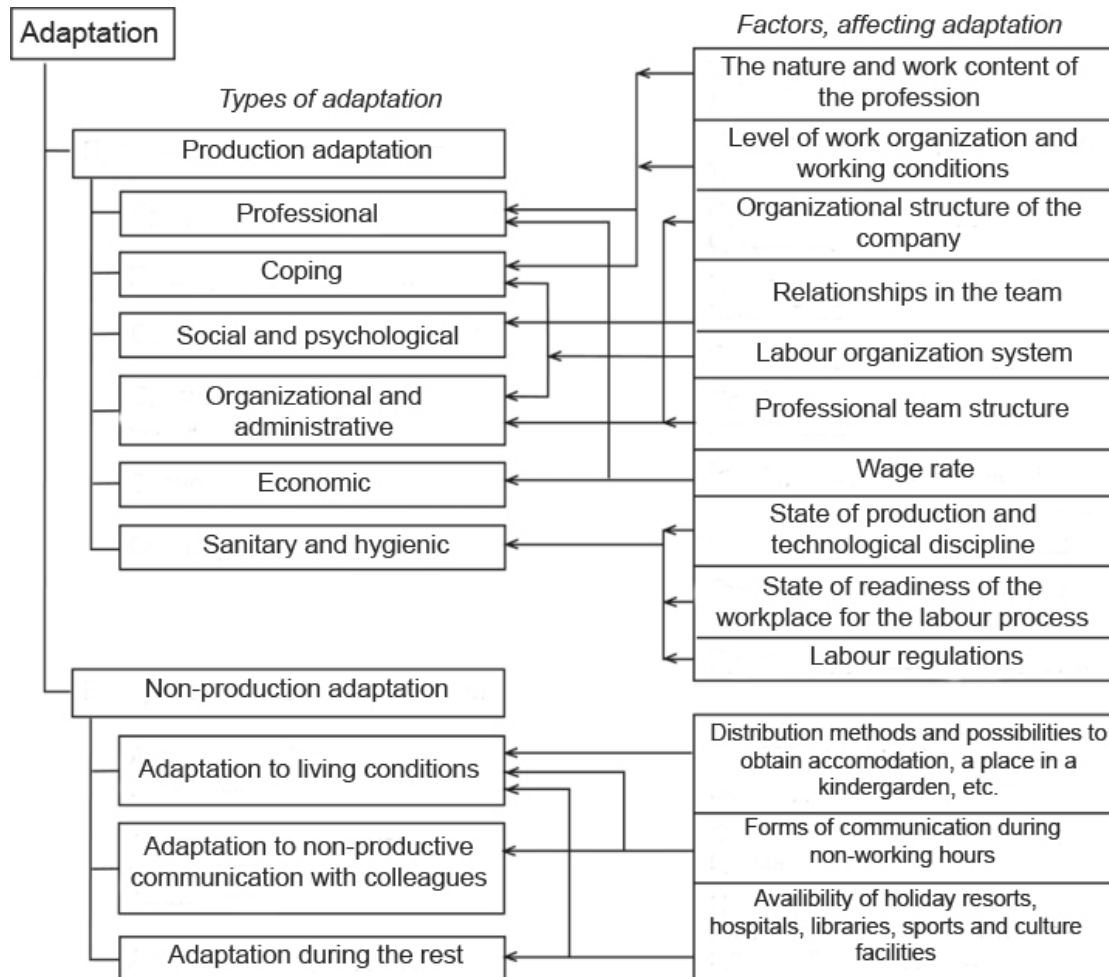 Adaptation
Types of adaptation
Production adaptation
Professional
Coping
Social and psychological
Organizational and
administrative
Economic
Sanitary and hygienic
Non-production adaptation
Adaptation to living conditions
Adaptation to non-productive
communication with colleagues
Adaptation during the rest
Factors, affecting adaptation
The nature and work content of
the profession
Level of work organization and
working conditions
Organizational structure of the
company
Relationships in the team
Labour organization system
Professional team structure
Wage rate
State of production and
technological discipline
State of readiness of the
workplace for the labour process
Labour regulations
Distribution methods and possibilities to
obtain accomodation, a place in a
kindergarden, etc.
Forms of communication during
non-working hours
Availibility of holiday resorts,
hospitals, libraries, sports and culture
facilities